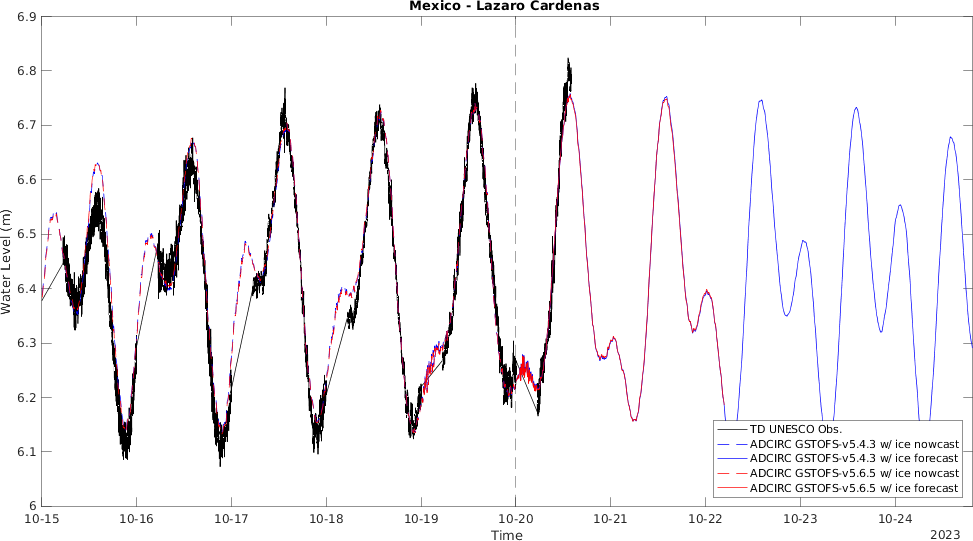 Mexico - Lazaro Cardenas
6.9
6.8
6.7
6.6
6.5
6.4
6.3
6.2
6.1
6
Water Level (m)
TD UNESCO Obs.
ADCIRC GSTOFS-v5.4.3 w/ ice nowcast
ADCIRC GSTOFS-v5.4.3 w/ ice forecast
ADCIRC GSTOFS-v5.6.5 w/ ice nowcast
ADCIRC GSTOFS-v5.6.5 w/ ice forecast
10-15 10-16 10-17 10-18 10-19 10-20 10-21 10-22 10-23 10-24
Time
2023